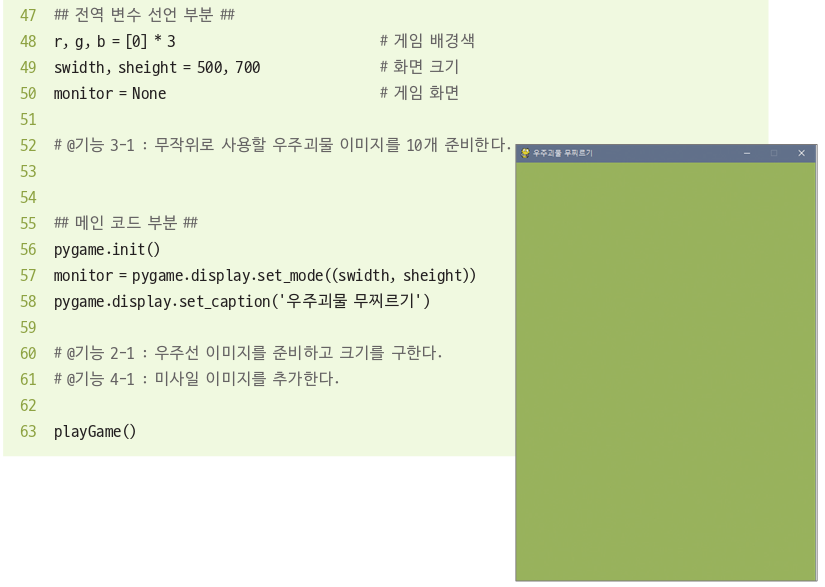 47 ## 전역 변수 선언 부분 ##
48 r, g, b = [0] * 3 # 게임 배경색
49 swidth, sheight = 500, 700 # 화면 크기
50 monitor = None # 게임 화면
51
52 # @기능 3-1 : 무작위로 사용할 우주괴물 이미지를 10개 준비한다.
53
54
55 ## 메인 코드 부분 ##
56 pygame.init()
57 monitor = pygame.display.set_mode((swidth, sheight))
58 pygame.display.set_caption('우주괴물 무찌르기')
59
60 # @기능 2-1 : 우주선 이미지를 준비하고 크기를 구한다.
61 # @기능 4-1 : 미사일 이미지를 추가한다.
62
63 playGame()
우주괴물 무찌르기